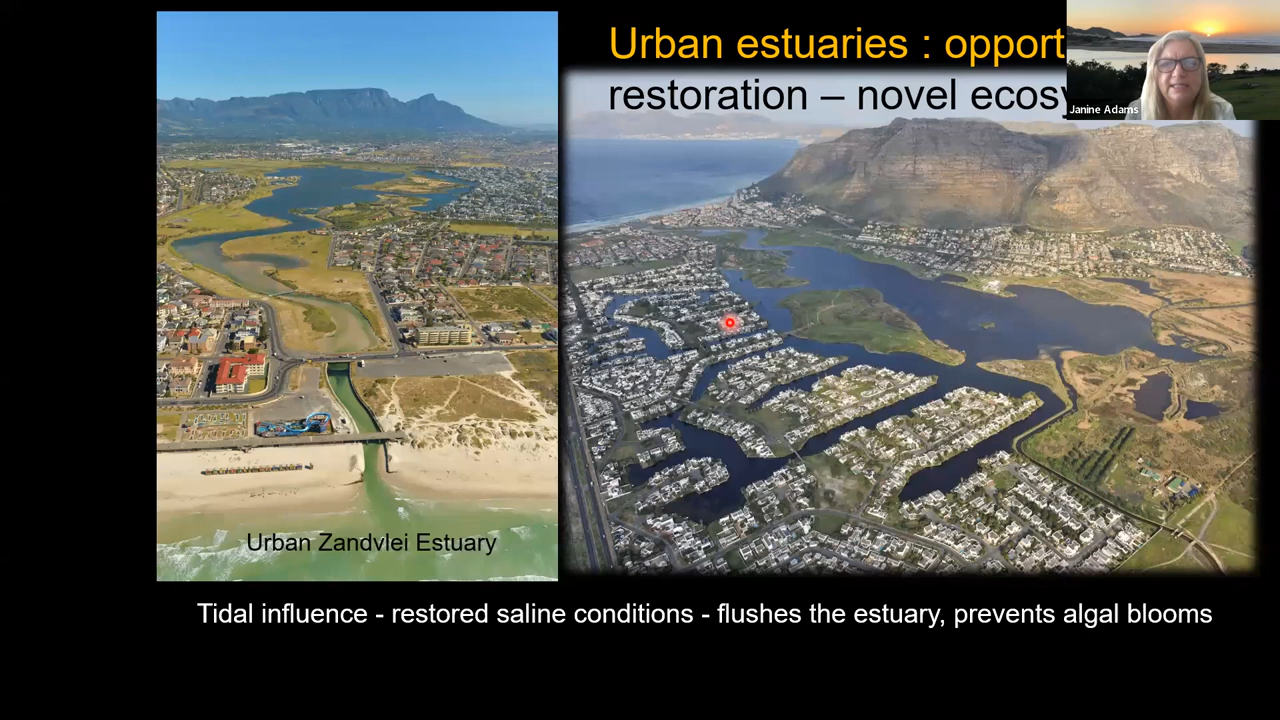 Urban estuaries : opport
restoration – novel ecosy
Janine Adams
Urban Zandvlei Estuary
Tidal influence - restored saline conditions - flushes the estuary, prevents algal blooms